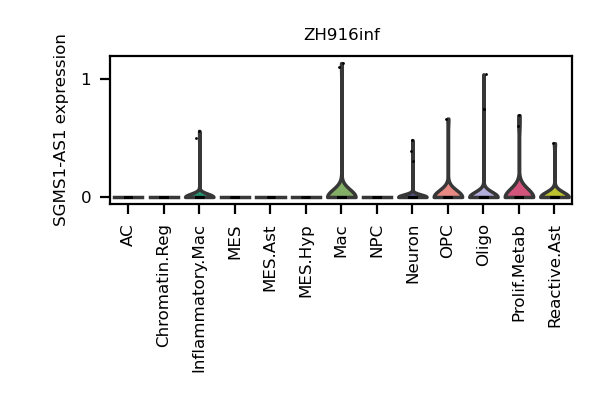 ZH916inf
SGMS1-AS1 expression
1
0
AC
Chromatin.Reg
Inflammatory.Mac
MES
MES.Ast
MES.Hyp
Mac
NPC
Neuron
OPC
Oligo
Prolif.Metab
Reactive.Ast